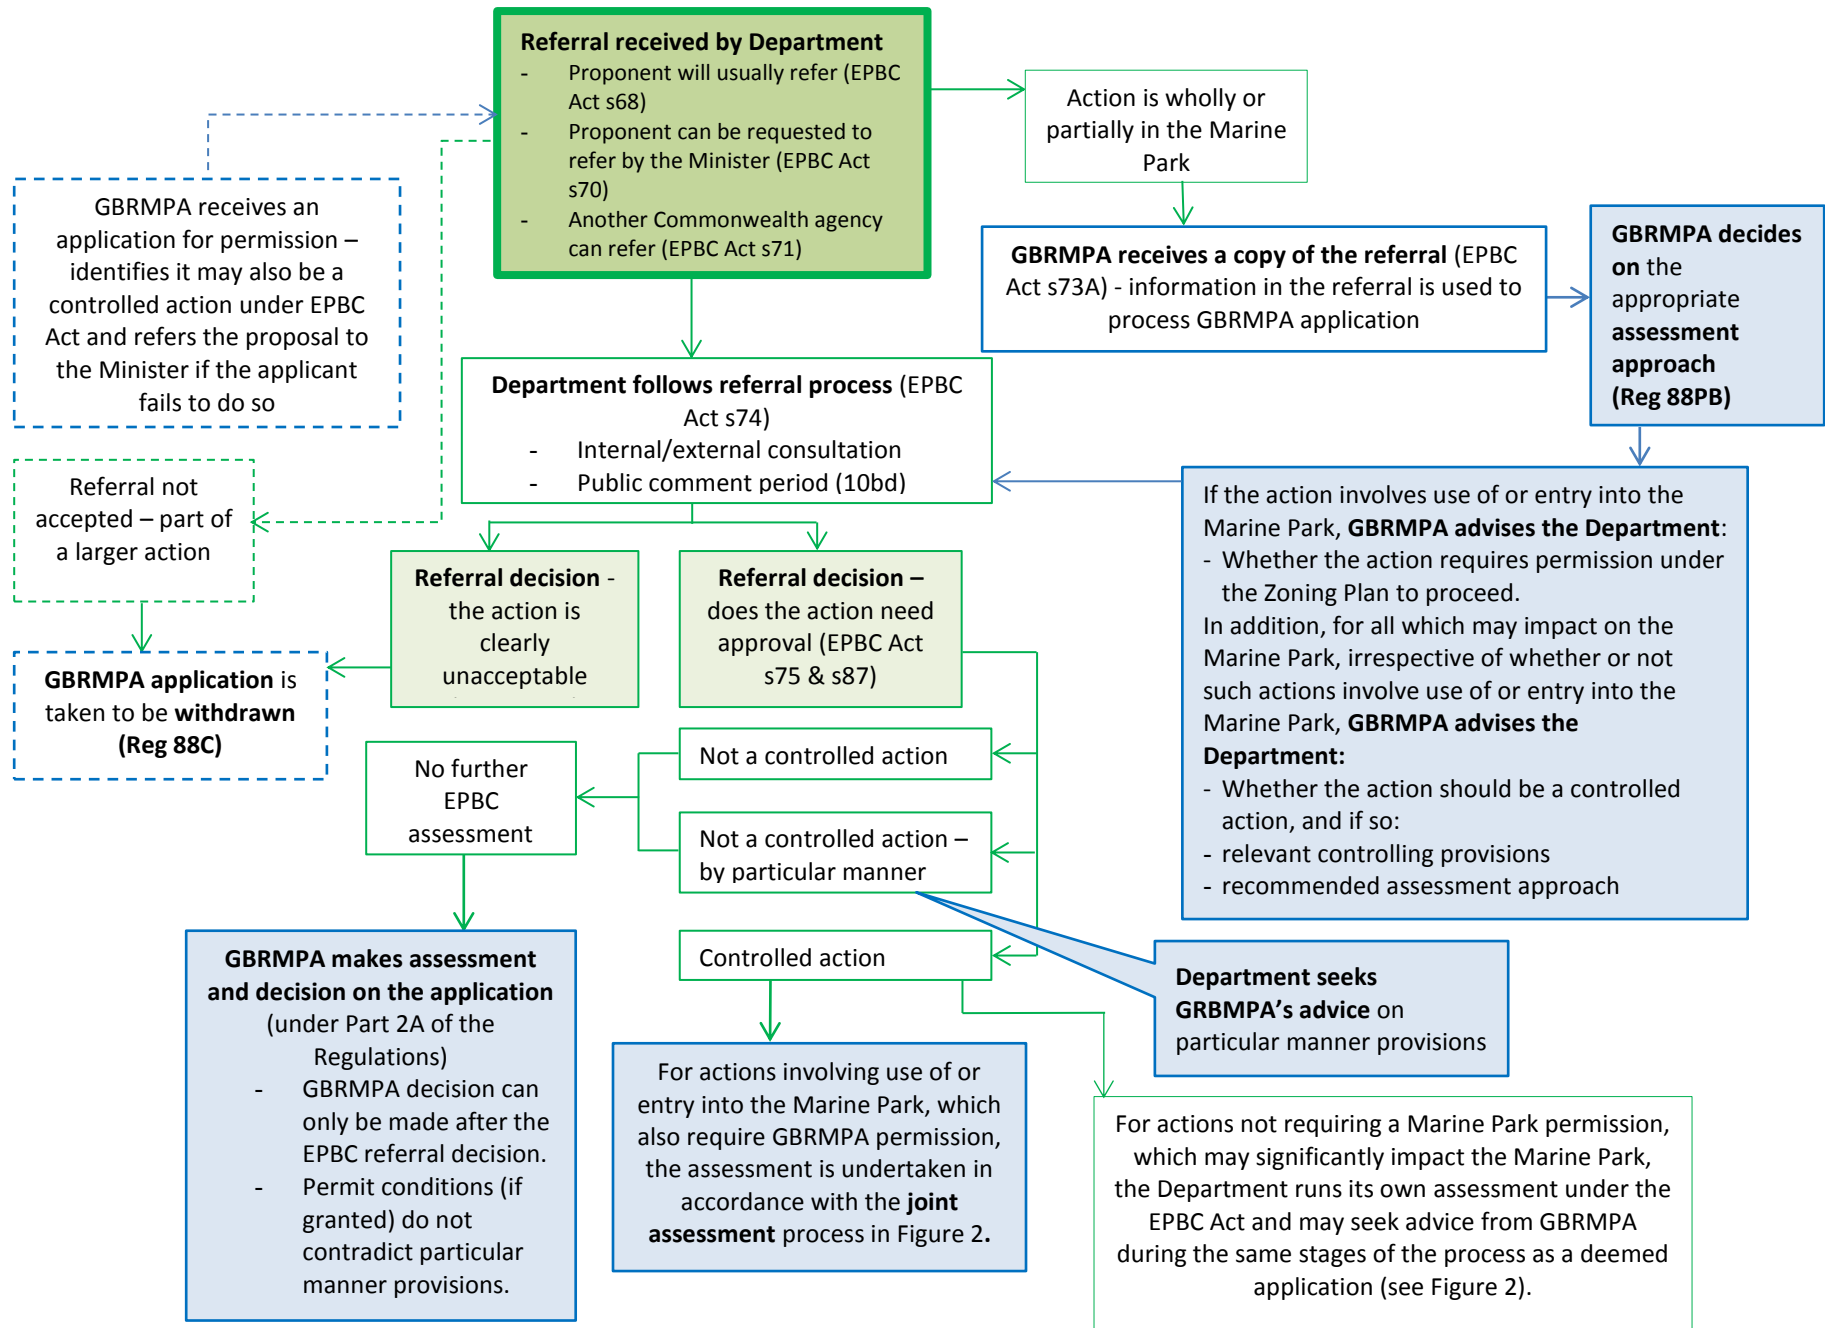 Referral received by Department
- Proponent will usually refer (EPBC
Act s68)
- Proponent can be requested to
refer by the Minister (EPBC Act
s70)
- Another Commonwealth agency
can refer (EPBC Act s71)
Action is wholly or
partially in the Marine
Park
GBRMPA receives an
application for permission –
identifies it may also be a
controlled action under EPBC
Act and refers the proposal to
the Minister if the applicant
fails to do so
GBRMPA receives a copy of the referral (EPBC
Act s73A) - information in the referral is used to
process GBRMPA application
GBRMPA decides
on the
appropriate
assessment
approach
(Reg 88PB)
Department follows referral process (EPBC
Act s74)
- Internal/external consultation
- Public comment period (10bd)
Referral not
accepted – part of
a larger action
If the action involves use of or entry into the
Marine Park, GBRMPA advises the Department:
- Whether the action requires permission under
the Zoning Plan to proceed.
In addition, for all which may impact on the
Marine Park, irrespective of whether or not
such actions involve use of or entry into the
Marine Park, GBRMPA advises the
Department:
- Whether the action should be a controlled
action, and if so:
- relevant controlling provisions
- recommended assessment approach
Referral decision -
the action is
clearly
unacceptable
Referral decision –
does the action need
approval (EPBC Act
s75 & s87)
GBRMPA application is
taken to be withdrawn
(Reg 88C)
No further
EPBC
assessment
Not a controlled action
Not a controlled action –
by particular manner
Controlled action
Department seeks
GRBMPA’s advice on
particular manner provisions
GBRMPA makes assessment
and decision on the application
(under Part 2A of the
Regulations)
- GBRMPA decision can
only be made after the
EPBC referral decision.
- Permit conditions (if
granted) do not
contradict particular
manner provisions.
For actions involving use of or
entry into the Marine Park, which
also require GBRMPA permission,
the assessment is undertaken in
accordance with the joint
assessment process in Figure 2.
For actions not requiring a Marine Park permission,
which may significantly impact the Marine Park,
the Department runs its own assessment under the
EPBC Act and may seek advice from GBRMPA
during the same stages of the process as a deemed
application (see Figure 2).